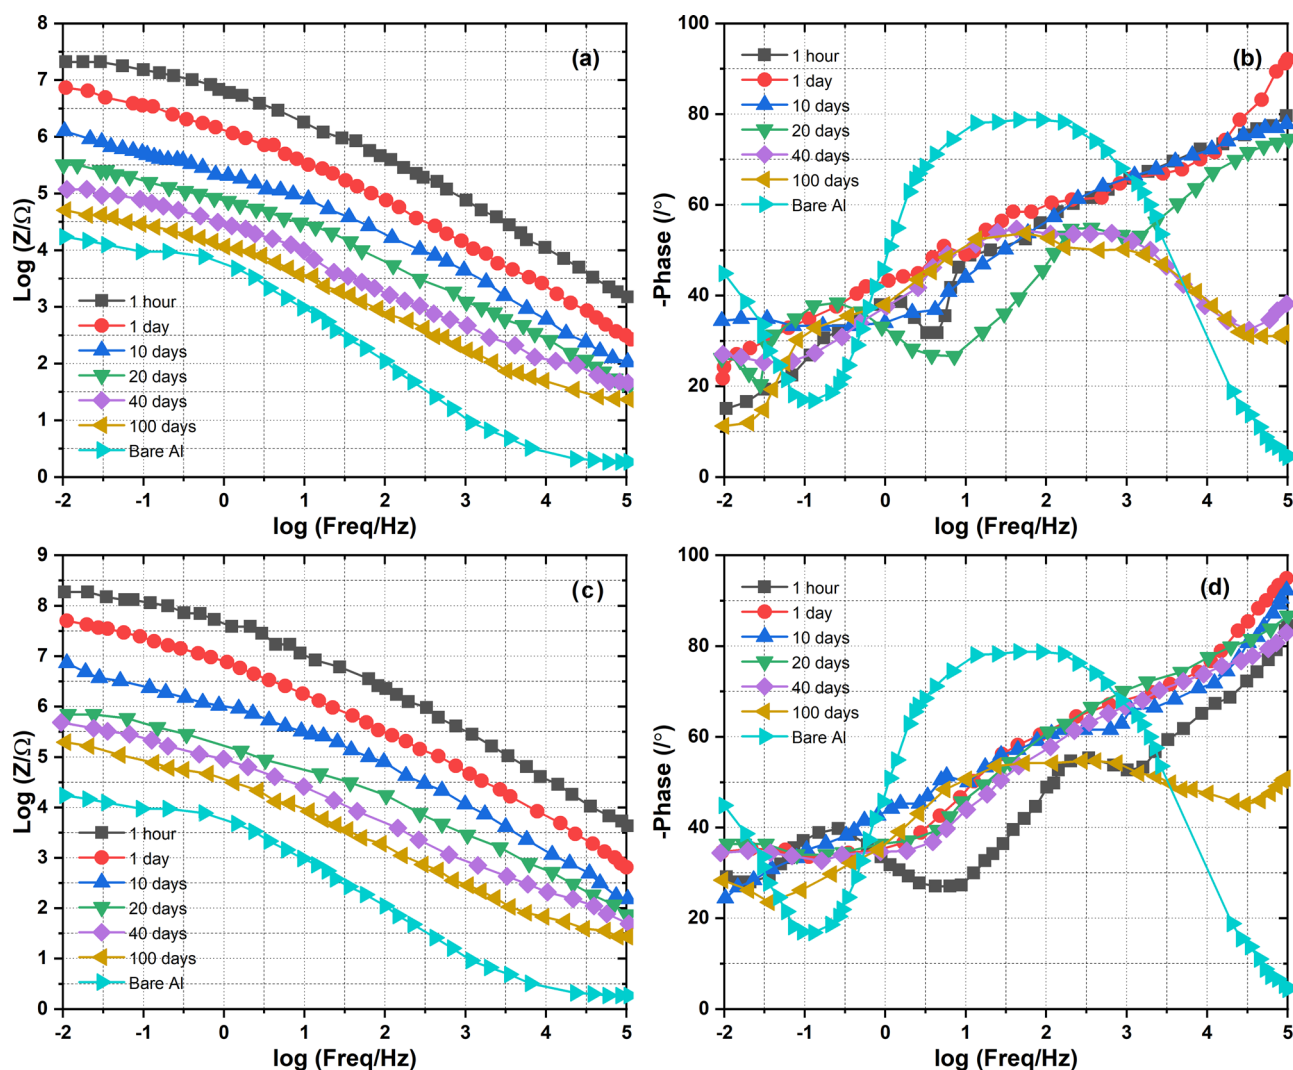 (a)
Log (Z/Ω)
8
7
6
5
4
3
2
1
0
1 hour
1 day
10 days
20 days
40 days
100 days
Bare Al
-2 -1 0 1 2 3 4 5
log (Freq/Hz)
(b)
-Phase (/°)
100
80
60
40
20
0
1 hour
1 day
10 days
20 days
40 days
100 days
Bare Al
-2 -1 0 1 2 3 4 5
log (Freq/Hz)
(c)
Log (Z/Ω)
9
8
7
6
5
4
3
2
1
0
1 hour
1 day
10 days
20 days
40 days
100 days
Bare Al
-2 -1 0 1 2 3 4 5
log (Freq/Hz)
(d)
-Phase (/°)
100
80
60
40
20
0
1 hour
1 day
10 days
20 days
40 days
100 days
Bare Al
-2 -1 0 1 2 3 4 5
log (Freq/Hz)